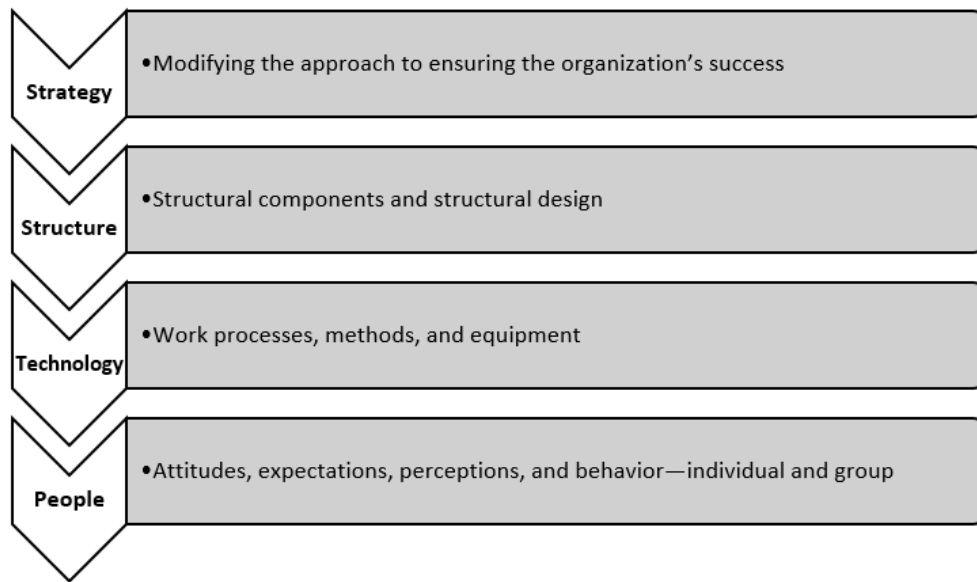 Strategy
•Modifying the approach to ensuring the organization’s success
Structure
•Structural components and structural design
Technology
•Work processes, methods, and equipment
People
•Attitudes, expectations, perceptions, and behavior—individual and group